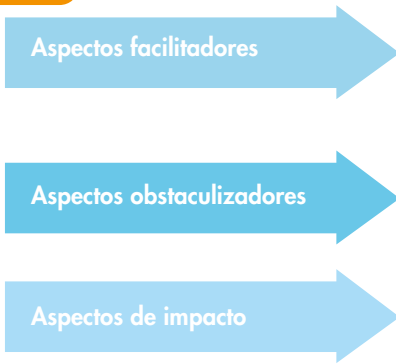 Aspectos facilitadores
Aspectos obstaculizadores
Aspectos de impacto